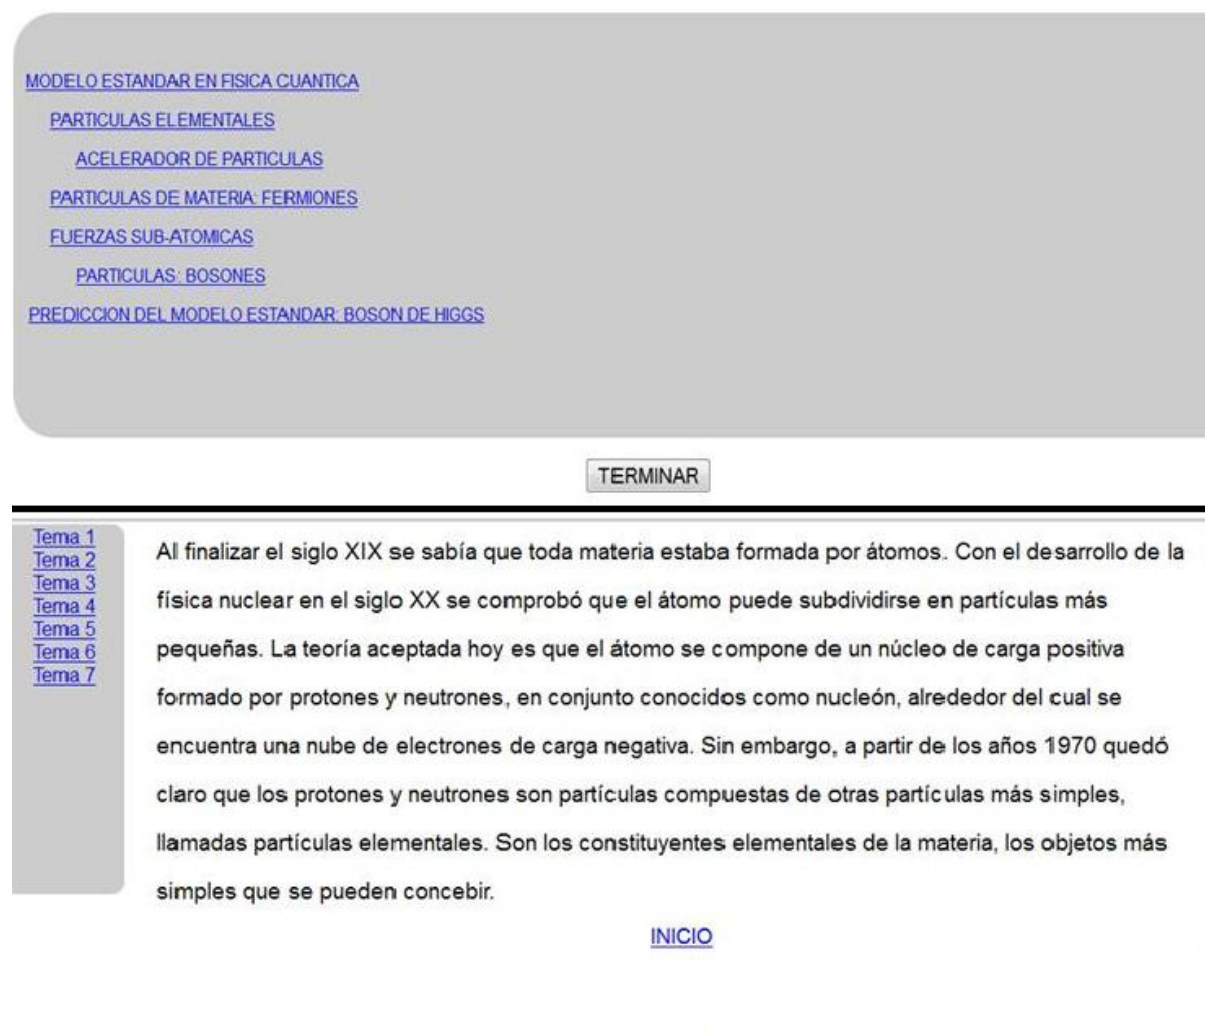 MODELO ESTANDAR EN FISICA CUANTICA
PARTICULAS ELEMENTALES
ACELERADOR DE PARTICULAS
PARTICULAS DE MATERIA: FERMIONES
FUERZAS SUB-ATOMICAS
PARTICULAS: BOSONES
PREDICCION DEL MODELO ESTANDAR: BOSON DE HIGGS
TERMINAR
Tema 1
Tema 2
Tema 3
Tema 4
Tema 5
Tema 6
Tema 7
Al finalizar el siglo XIX se sabía que toda materia estaba formada por átomos. Con el desarrollo de la
física nuclear en el siglo XX se comprobó que el átomo puede subdividirse en partículas más
pequeñas. La teoría aceptada hoy es que el átomo se compone de un núcleo de carga positiva
formado por protones y neutrones, en conjunto conocidos como nucleón, alrededor del cual se
encuentra una nube de electrones de carga negativa. Sin embargo, a partir de los años 1970 quedó
claro que los protones y neutrones son partículas compuestas de otras partículas más simples,
llamadas partículas elementales. Son los constituyentes elementales de la materia, los objetos más
simples que se pueden concebir.
INICIO